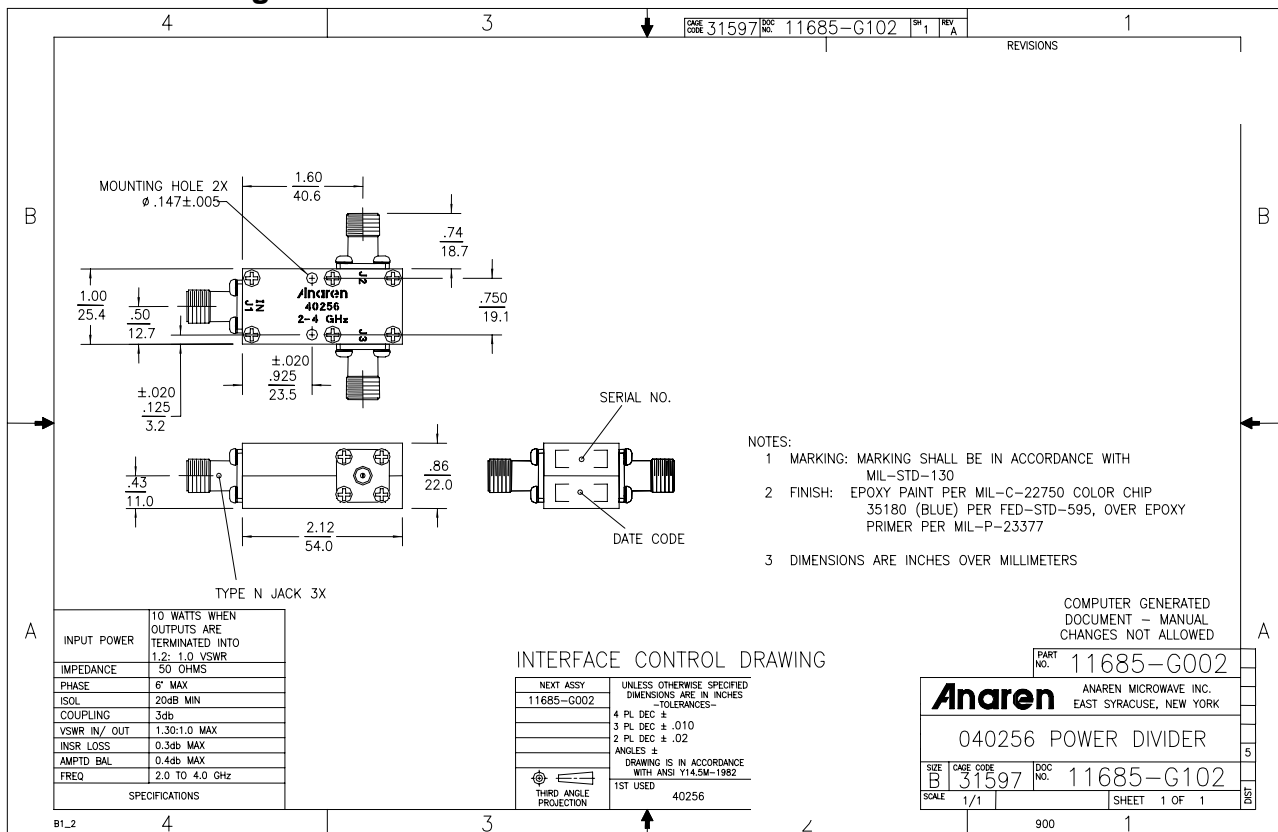 4
3
CAGE CODE 31597 DOC NO. 11685-G102 SH 1 REV A
1
REVISIONS
MOUNTING HOLE 2X
ø .147±.005
1.60
40.6
.74
18.7
B
B
1.00
25.4
.50
12.7
IN
J1
J2
J3
Anaren
40256
2-4 GHz
.750
19.1
±.020
.925
23.5
±.020
.125
3.2
SERIAL NO.
.43
11.0
.86
22.0
2.12
54.0
DATE CODE
TYPE N JACK 3X
NOTES:
1 MARKING: MARKING SHALL BE IN ACCORDANCE WITH
MIL-STD-130
2 FINISH: EPOXY PAINT PER MIL-C-22750 COLOR CHIP
35180 (BLUE) PER FED-STD-595, OVER EPOXY
PRIMER PER MIL-P-23377
3 DIMENSIONS ARE INCHES OVER MILLIMETERS
A
A
INPUT POWER 10 WATTS WHEN
OUTPUTS ARE
TERMINATED INTO
1.2: 1.0 VSWR
IMPEDANCE 50 OHMS
PHASE 6° MAX
ISOL 20dB MIN
COUPLING 3db
VSWR IN/ OUT 1.30:1.0 MAX
INSR LOSS 0.3db MAX
AMPTD BAL 0.4db MAX
FREQ 2.0 TO 4.0 GHz
SPECIFICATIONS
INTERFACE CONTROL DRAWING
NEXT ASSY
11685-G002
UNLESS OTHERWISE SPECIFIED
DIMENSIONS ARE IN INCHES
-TOLERANCES-
4 PL DEC ±
3 PL DEC ± .010
2 PL DEC ± .02
ANGLES ±
DRAWING IS IN ACCORDANCE
WITH ANSI Y14.5M-1982
THIRD ANGLE
PROJECTION
1ST USED
40256
COMPUTER GENERATED
DOCUMENT - MANUAL
CHANGES NOT ALLOWED
PART NO. 11685-G002
Anaren
ANAREN MICROWAVE INC.
EAST SYRACUSE, NEW YORK
040256 POWER DIVIDER
5
SIZE B CAGE CODE 31597 DOC NO. 11685-G102
SCALE 1/1 SHEET 1 OF 1
DIST
B1_2
4
3
900
1